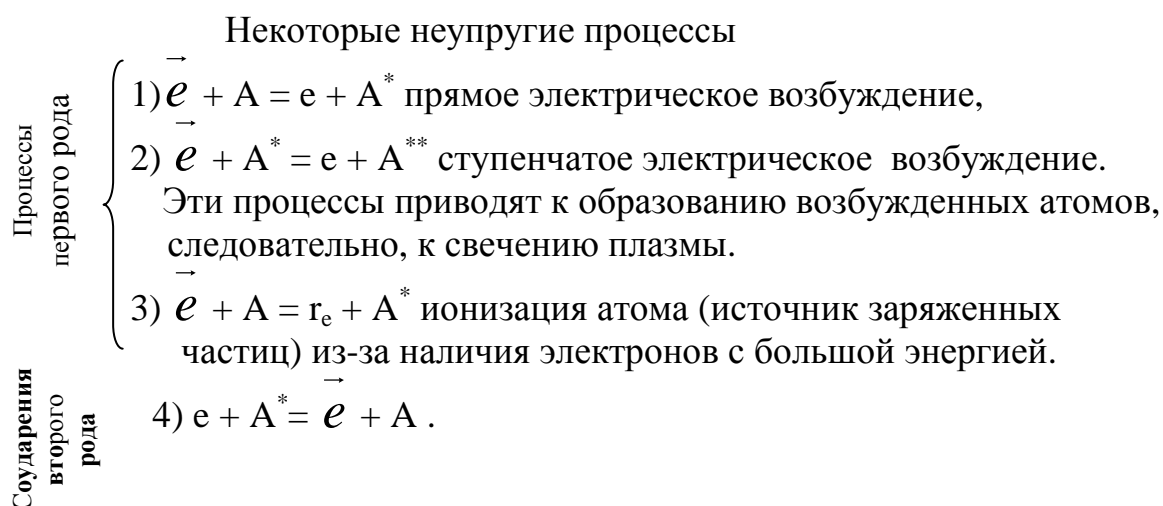 Некоторые неупругие процессы
Процессы
первого рода
1) e⃗ + A = e + A* прямое электрическое возбуждение,
2) e⃗ + A* = e + A** ступенчатое электрическое возбуждение.
Эти процессы приводят к образованию возбужденных атомов,
следовательно, к свечению плазмы.
3) e⃗ + A = rₑ + A* ионизация атома (источник заряженных
частиц) из-за наличия электронов с большой энергией.
Соударения
второго
рода
4) e + A*= e⃗ + A .